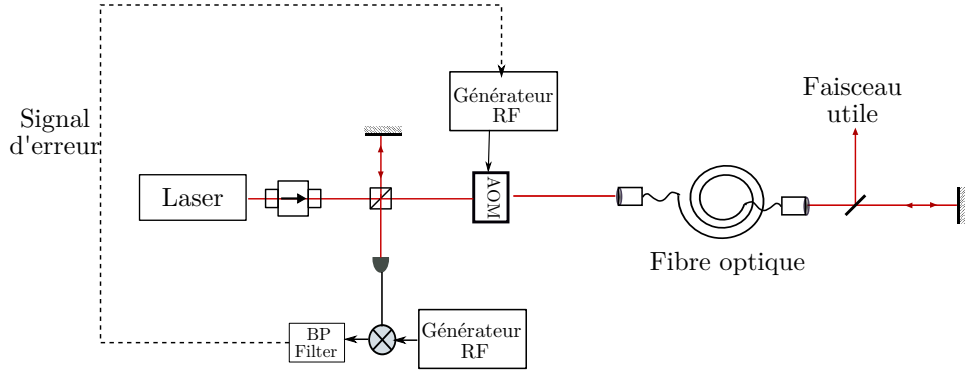 Générateur
RF
Faisceau
utile
Signal
d'erreur
Laser
AOM
Fibre optique
BP
Filter
Générateur
RF